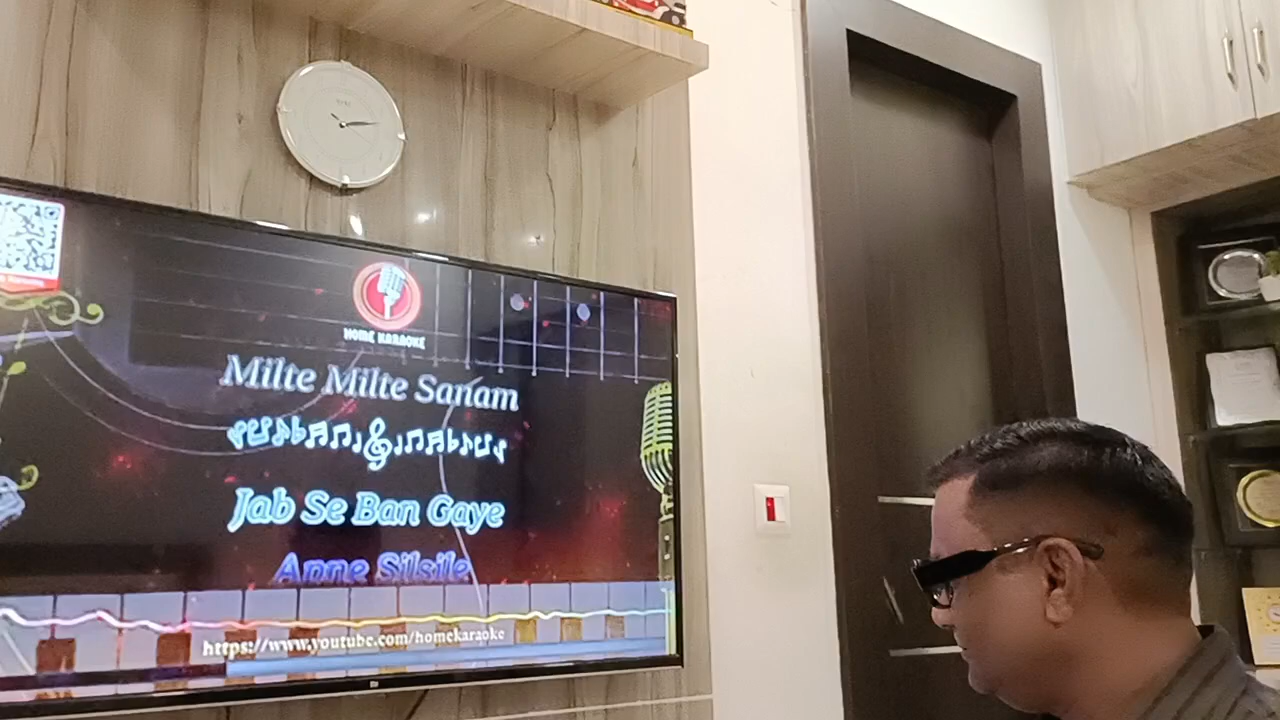 HOME KARAOKE
Milte Milte Sanam
Jab Se Ban Gaye
Apne Silsile
https://www.youtube.com/homekaraoke